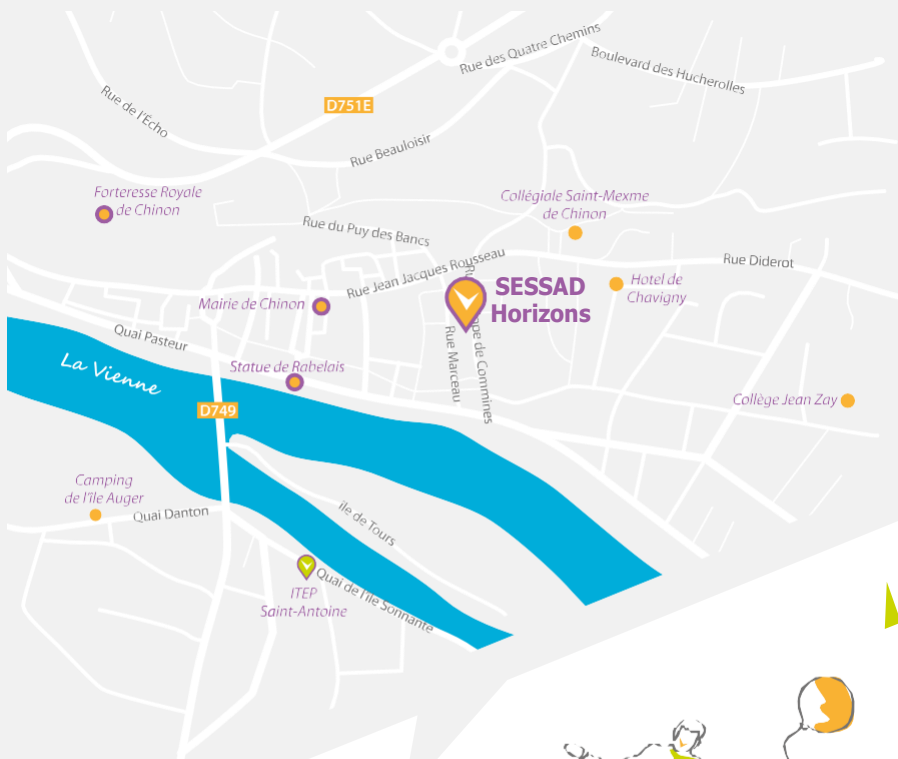 Rue des Quatre Chemins
Boulevard des Hucherolles
Rue de l'Écho
D751E
Rue Beauloisir
Forteresse Royale
de Chinon
Collégiale Saint-Mexme
de Chinon
Rue du Puy des Bancs
Rue Jean Jacques Rousseau
Rue Diderot
SESSAD
Horizons
Hotel de
Chavigny
Mairie de Chinon
Quai Pasteur
Rue Marceau
ppe de Commines
La Vienne
Statue de Rabelais
D749
Collège Jean Zay
Camping
de l'île Auger
Quai Danton
île de Tours
ITEP
Saint-Antoine
Quai de l'île Sonnante